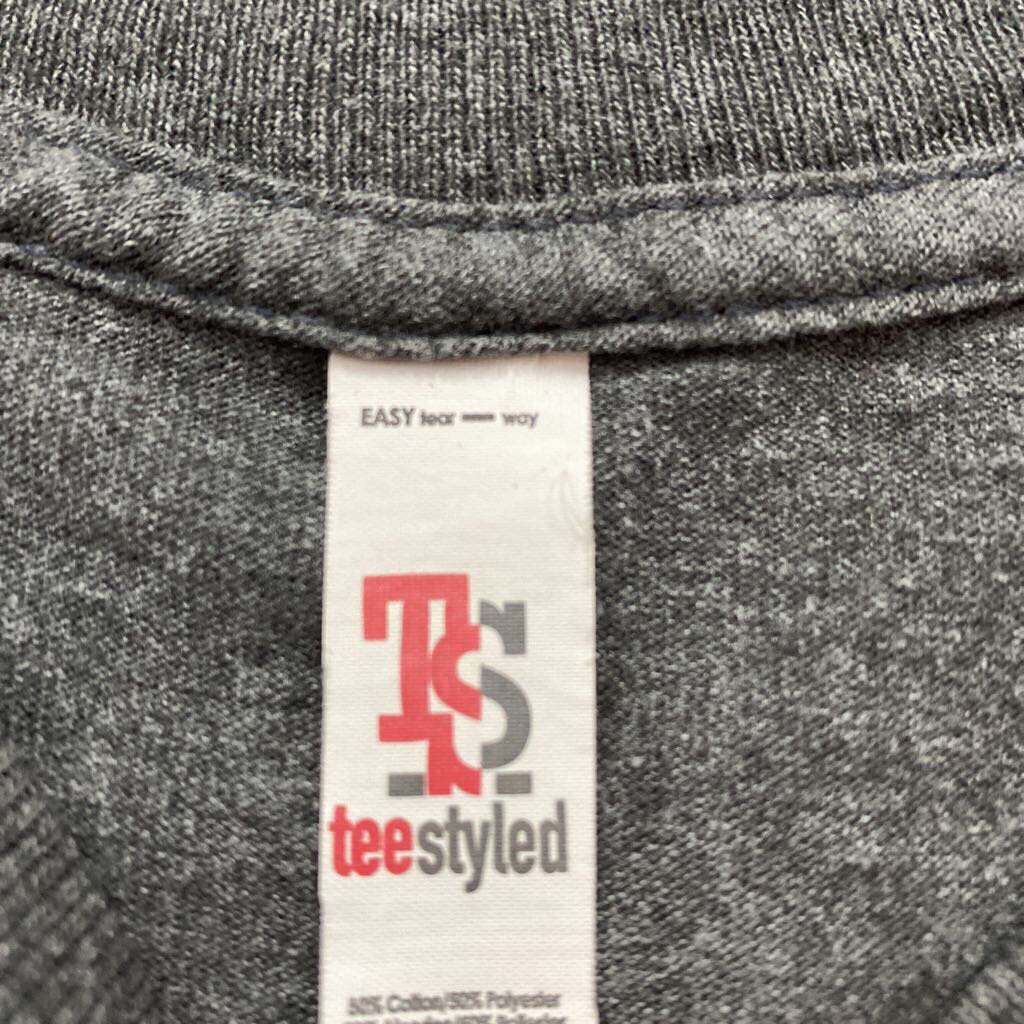 EASY tear — way
TS
teestyled
50% Cotton/50% Polyester